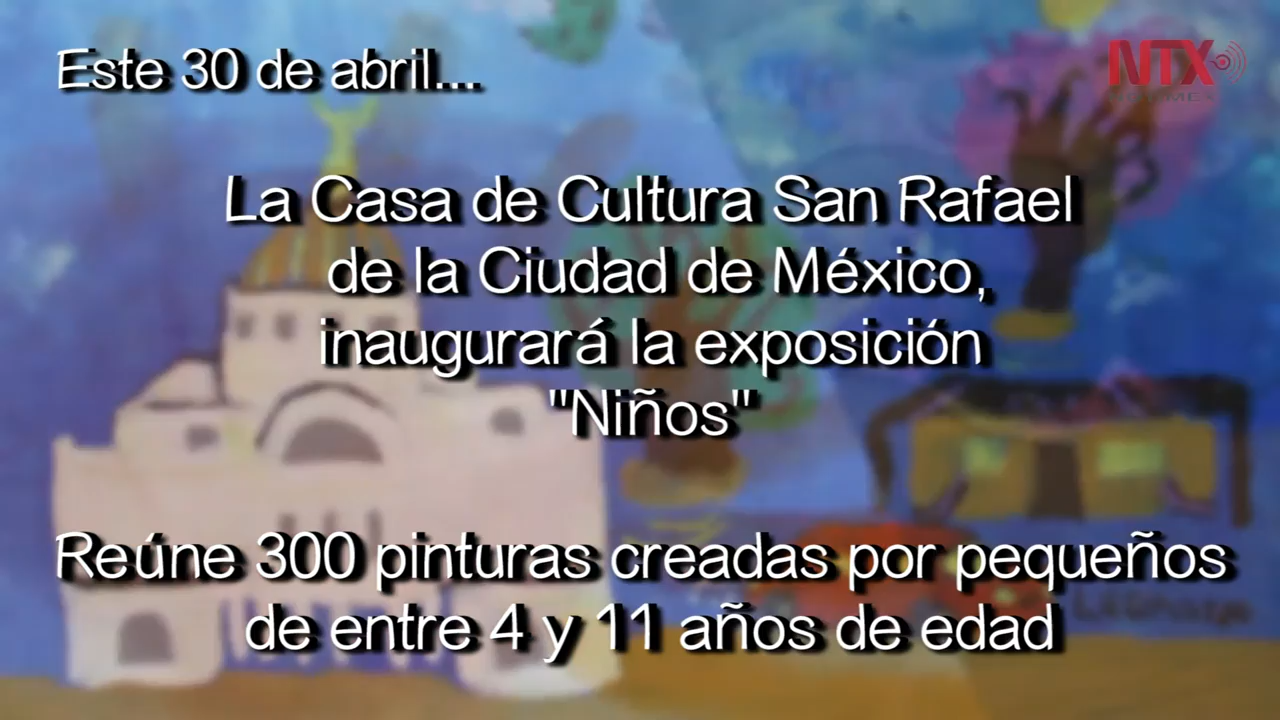 Este 30 de abril....
NTX
NOTIMEX
La Casa de Cultura San Rafael
de la Ciudad de México,
inaugurará la exposición
"Niños"
Reúne 300 pinturas creadas por pequeños
de entre 4 y 11 años de edad